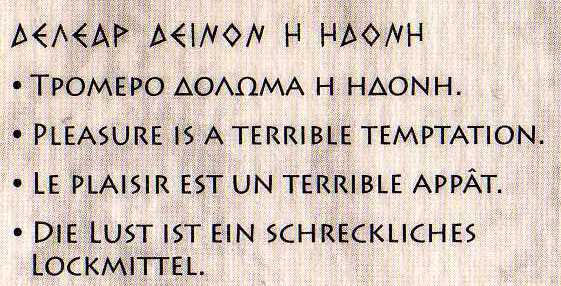 ΔΕΛΕΑΡ ΔΕΙΝΟΝ Η ΗΔΟΝΗ
• ΤΡΟΜΕΡΟ ΔΟΛΩΜΑ Η ΗΔΟΝΗ.
• PLEASURE IS A TERRIBLE TEMPTATION.
• LE PLAISIR EST UN TERRIBLE APPÂT.
• DIE LUST IST EIN SCHRECKLICHES
LOCKMITTEL.